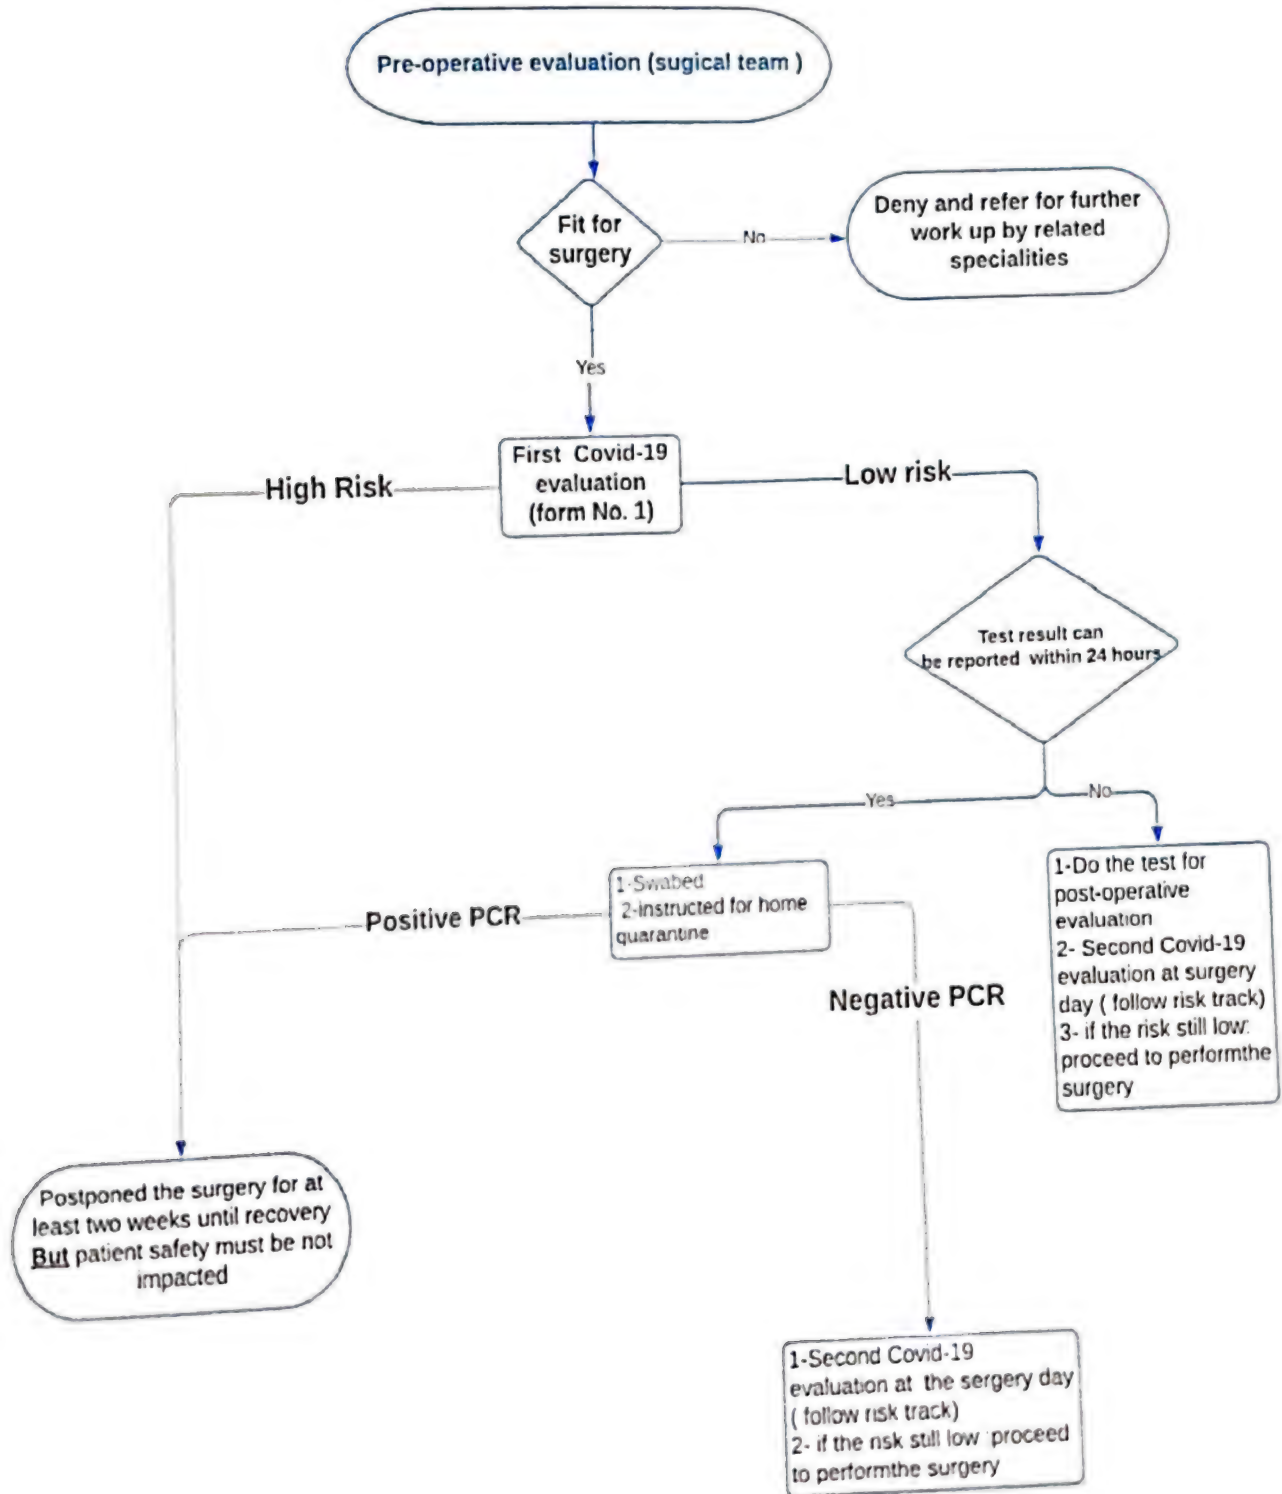 Pre-operative evaluation (sugical team )
Fit for
surgery
No
Deny and refer for further
work up by related
specialities
Yes
First Covid-19
evaluation
(form No. 1)
High Risk
Low risk
Test result can
be reported within 24 hours
Yes
No
1-Swabed
2-instructed for home
quarantine
1-Do the test for
post-operative
evaluation
2- Second Covid-19
evaluation at surgery
day ( follow risk track)
3- if the risk still low:
proceed to performthe
surgery
Positive PCR
Negative PCR
Postponed the surgery for at
least two weeks until recovery
But patient safety must be not
impacted
1-Second Covid-19
evaluation at the sergery day
( follow risk track)
2- if the risk still low proceed
to performthe surgery